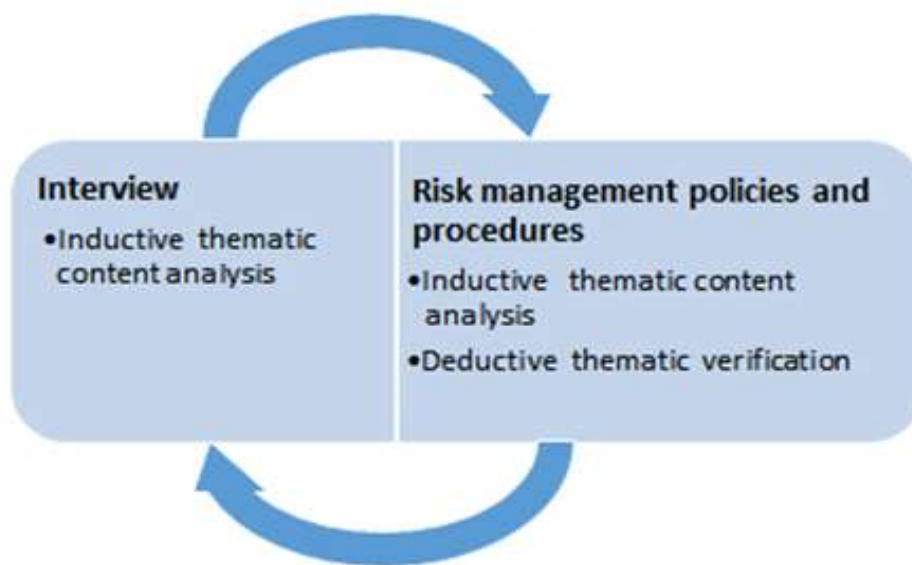 Interview
•Inductive thematic
content analysis
Risk management policies and
procedures
•Inductive thematic content
analysis
•Deductive thematic verification